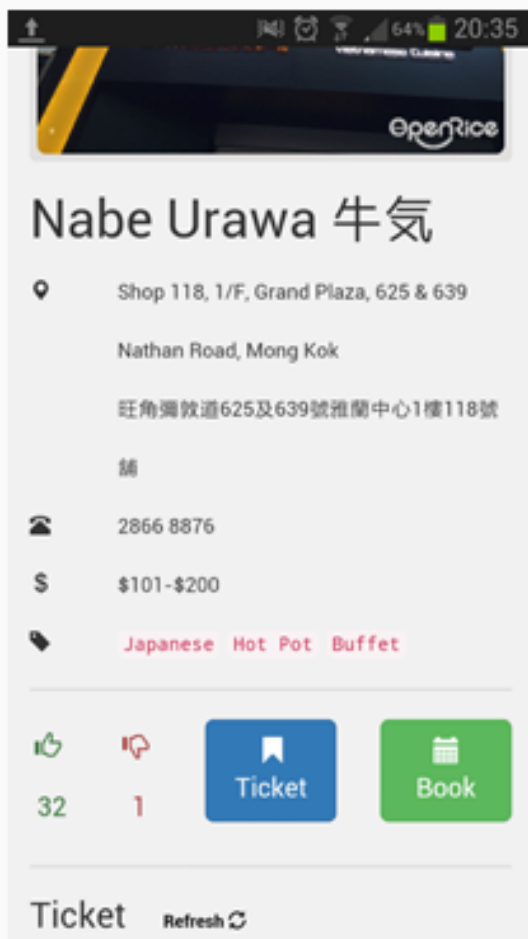 64% 20:35
Vietnamese Cuisine
OpenRice
Nabe Urawa 牛気
Shop 118, 1/F, Grand Plaza, 625 & 639
Nathan Road, Mong Kok
旺角彌敦道625及639號雅蘭中心1樓118號
舖
2866 8876
$ $101-$200
Japanese Hot Pot Buffet
32 1 Ticket Book
Ticket Refresh